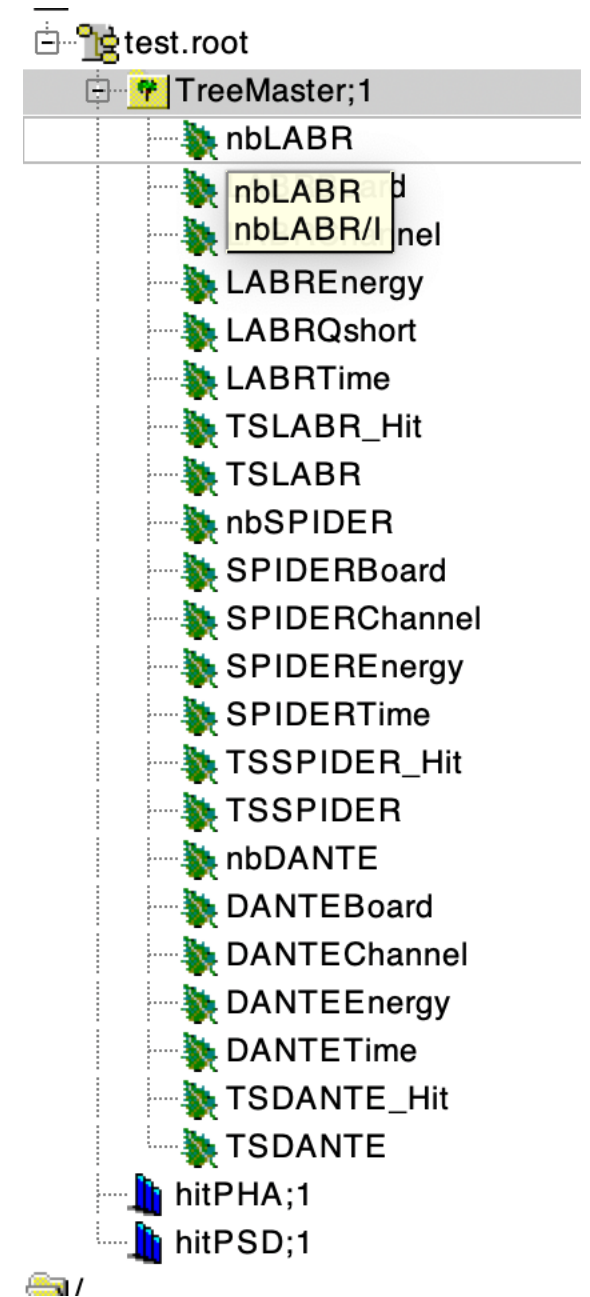 test.root
TreeMaster;1
nbLABR
nbLABR
nbLABR/I
LABREnergy
LABRQshort
LABRTime
TSLABR_Hit
TSLABR
nbSPIDER
SPIDERBoard
SPIDERChannel
SPIDEREnergy
SPIDERTime
TSSPIDER_Hit
TSSPIDER
nbDANTE
DANTEBoard
DANTEChannel
DANTEEnergy
DANTETime
TSDANTE_Hit
TSDANTE
hitPHA;1
hitPSD;1
/